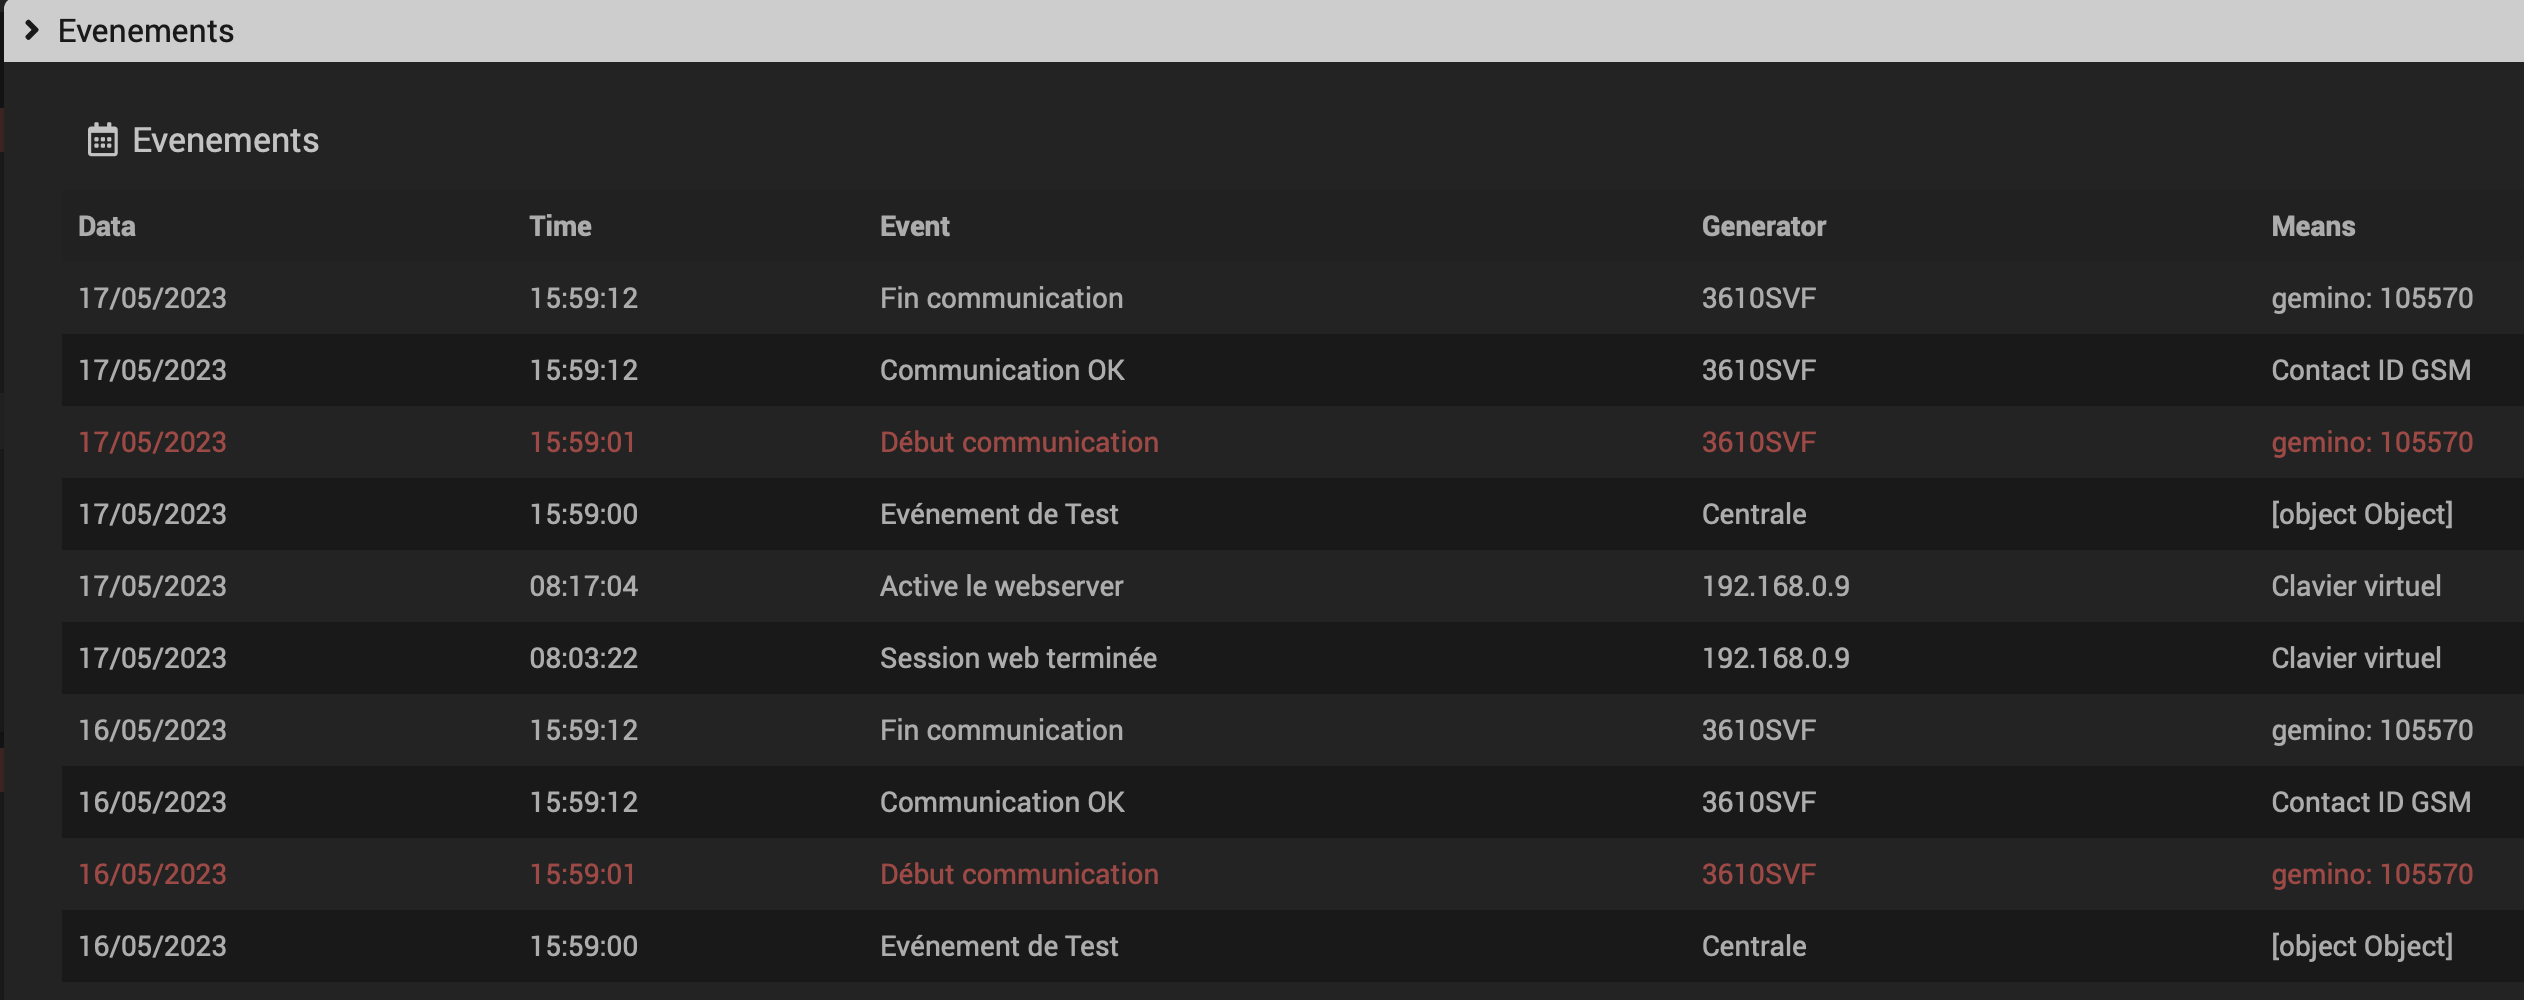 Evenements
Evenements
Data Time Event Generator Means
17/05/2023 15:59:12 Fin communication 3610SVF gemino: 105570
17/05/2023 15:59:12 Communication OK 3610SVF Contact ID GSM
17/05/2023 15:59:01 Début communication 3610SVF gemino: 105570
17/05/2023 15:59:00 Evénement de Test Centrale [object Object]
17/05/2023 08:17:04 Active le webserver 192.168.0.9 Clavier virtuel
17/05/2023 08:03:22 Session web terminée 192.168.0.9 Clavier virtuel
16/05/2023 15:59:12 Fin communication 3610SVF gemino: 105570
16/05/2023 15:59:12 Communication OK 3610SVF Contact ID GSM
16/05/2023 15:59:01 Début communication 3610SVF gemino: 105570
16/05/2023 15:59:00 Evénement de Test Centrale [object Object]